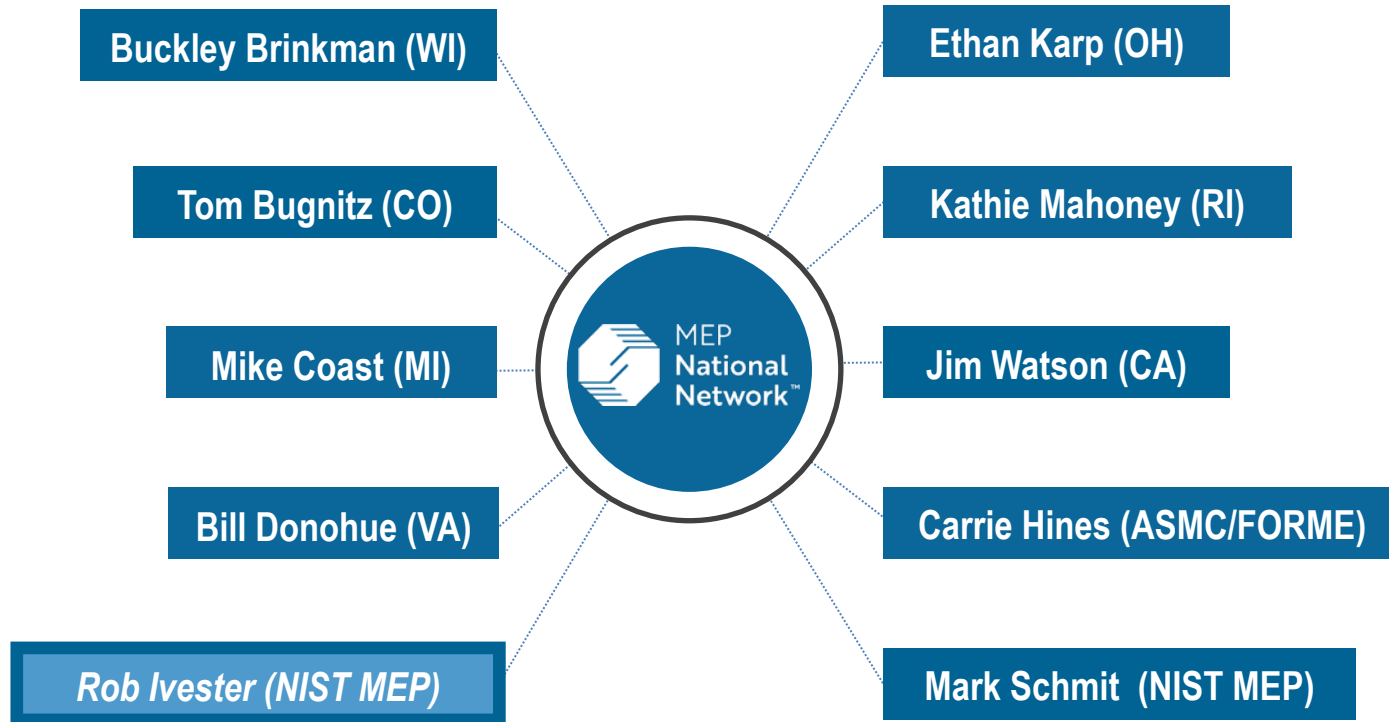 Buckley Brinkman (WI)
Ethan Karp (OH)
Tom Bugnitz (CO)
Kathie Mahoney (RI)
MEP
National
Network™
Mike Coast (MI)
Jim Watson (CA)
Bill Donohue (VA)
Carrie Hines (ASMC/FORME)
Rob Ivester (NIST MEP)
Mark Schmit (NIST MEP)